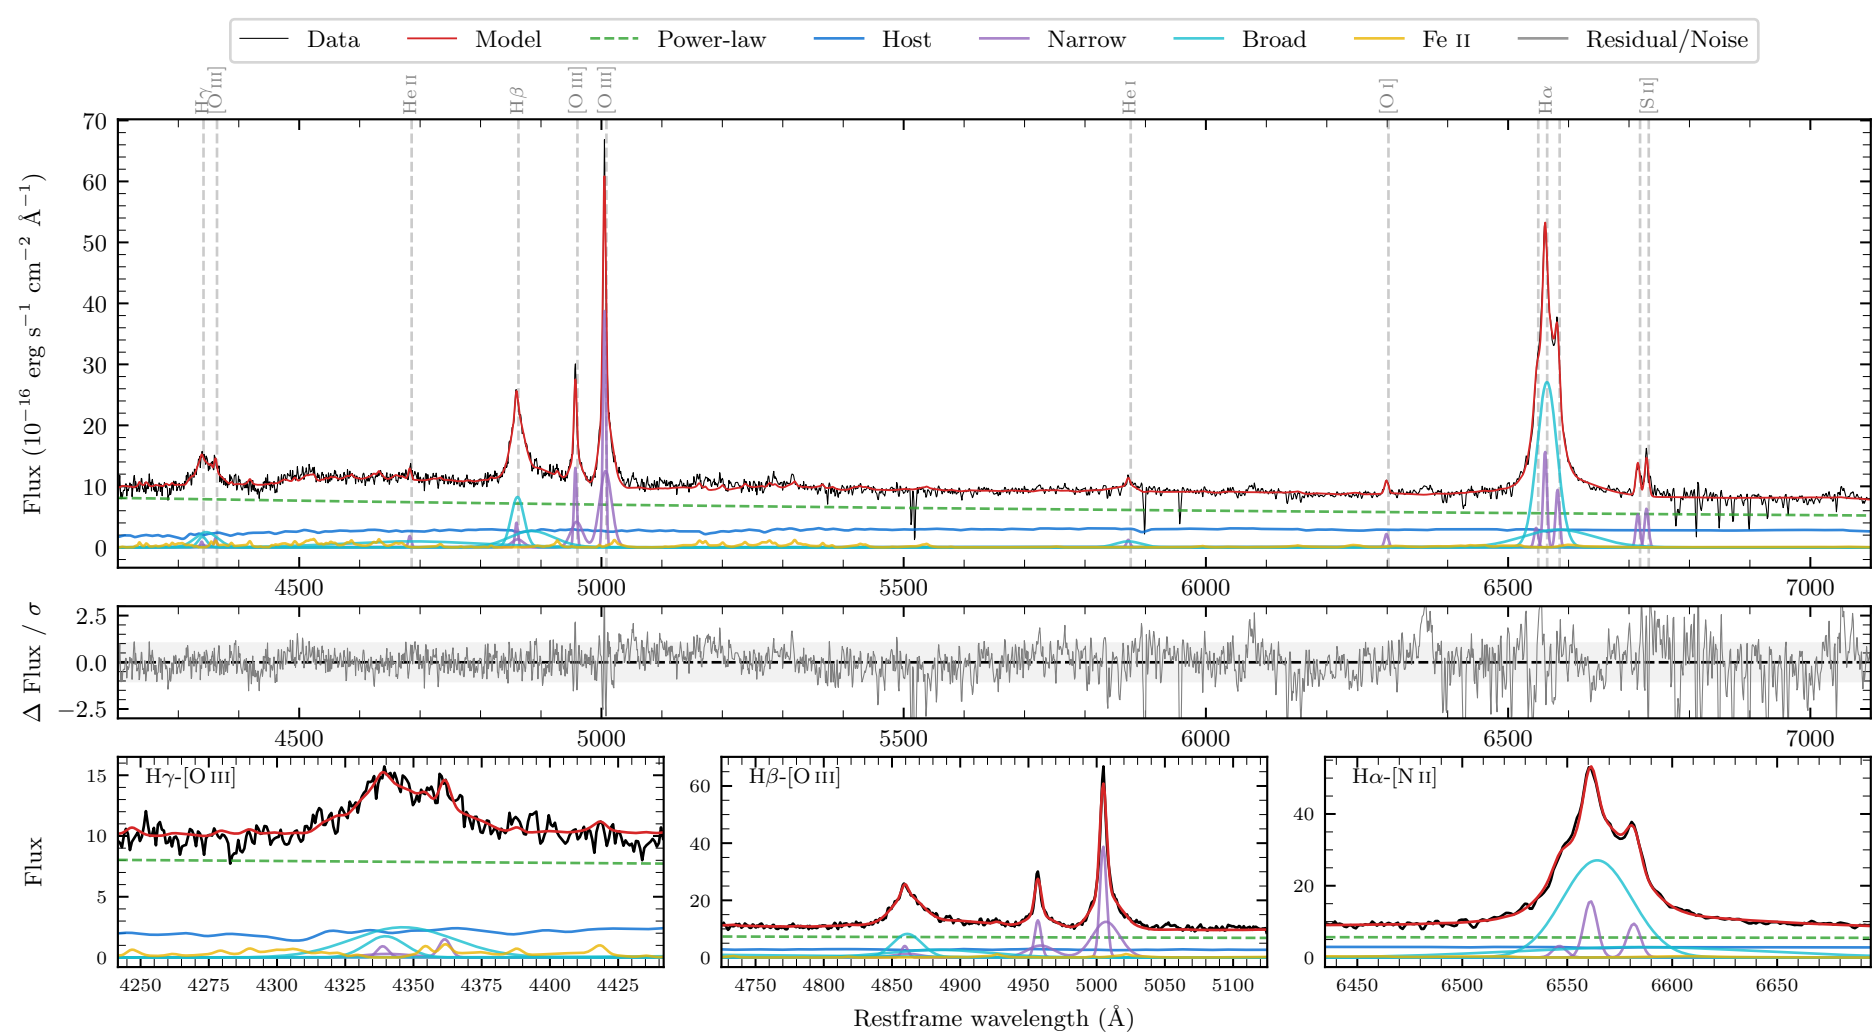 Data Model Power-law Host Narrow Broad Fe II Residual/Noise
Hγ [O III] He II Hβ [O III] [O III] He I [O I] Hα [S II]
Flux (10⁻¹⁶ erg s⁻¹ cm⁻² Å⁻¹)
70
60
50
40
30
20
10
0
4500 5000 5500 6000 6500 7000
Δ Flux / σ
2.5
0.0
−2.5
4500 5000 5500 6000 6500 7000
Flux
Hγ-[O III]
15
10
5
0
4250 4275 4300 4325 4350 4375 4400 4425
Hβ-[O III]
60
40
20
0
4750 4800 4850 4900 4950 5000 5050 5100
Hα-[N II]
40
20
0
6450 6500 6550 6600 6650
Restframe wavelength (Å)